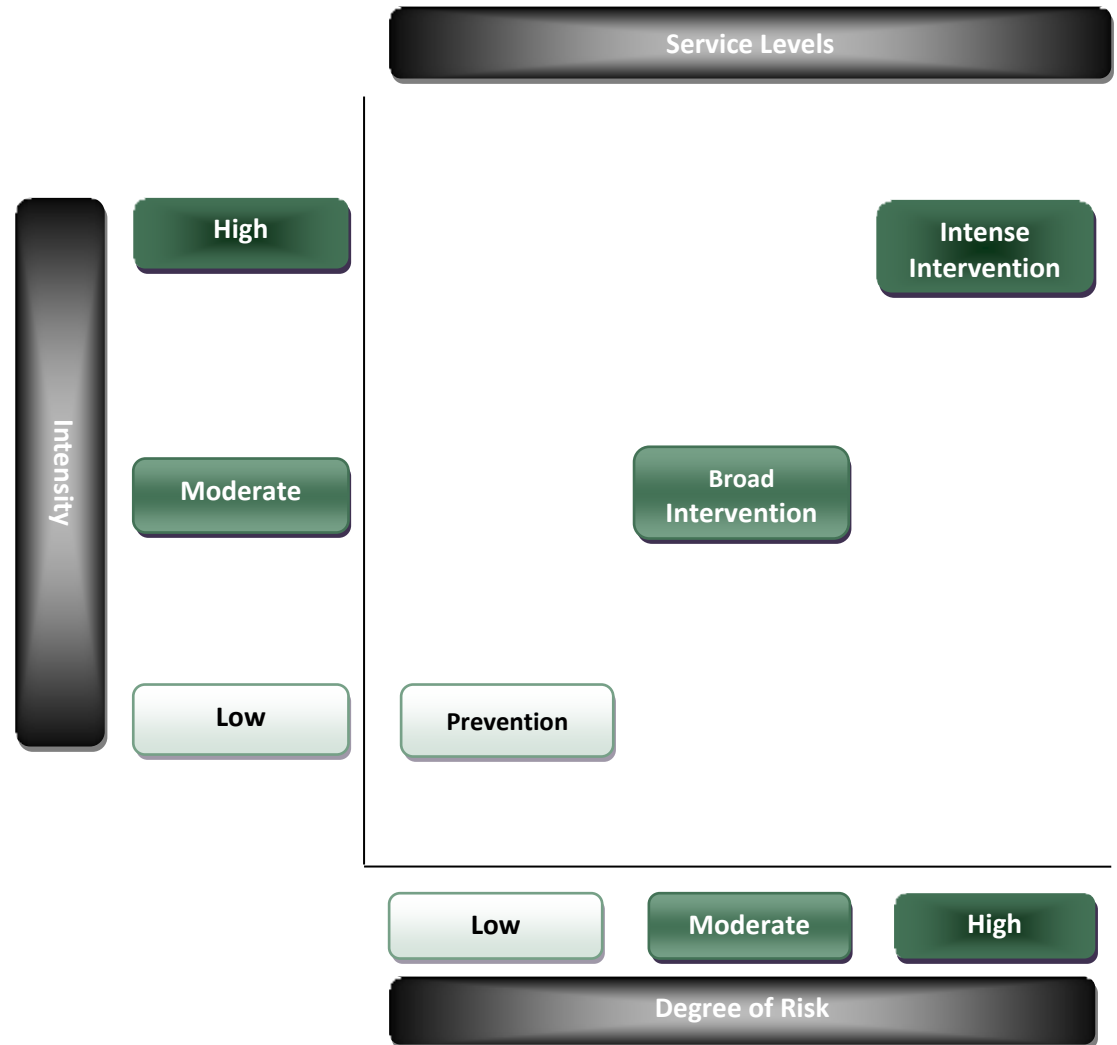 Service Levels
High
Intense
Intervention
Intensity
Moderate
Broad
Intervention
Low
Prevention
Low
Moderate
High
Degree of Risk